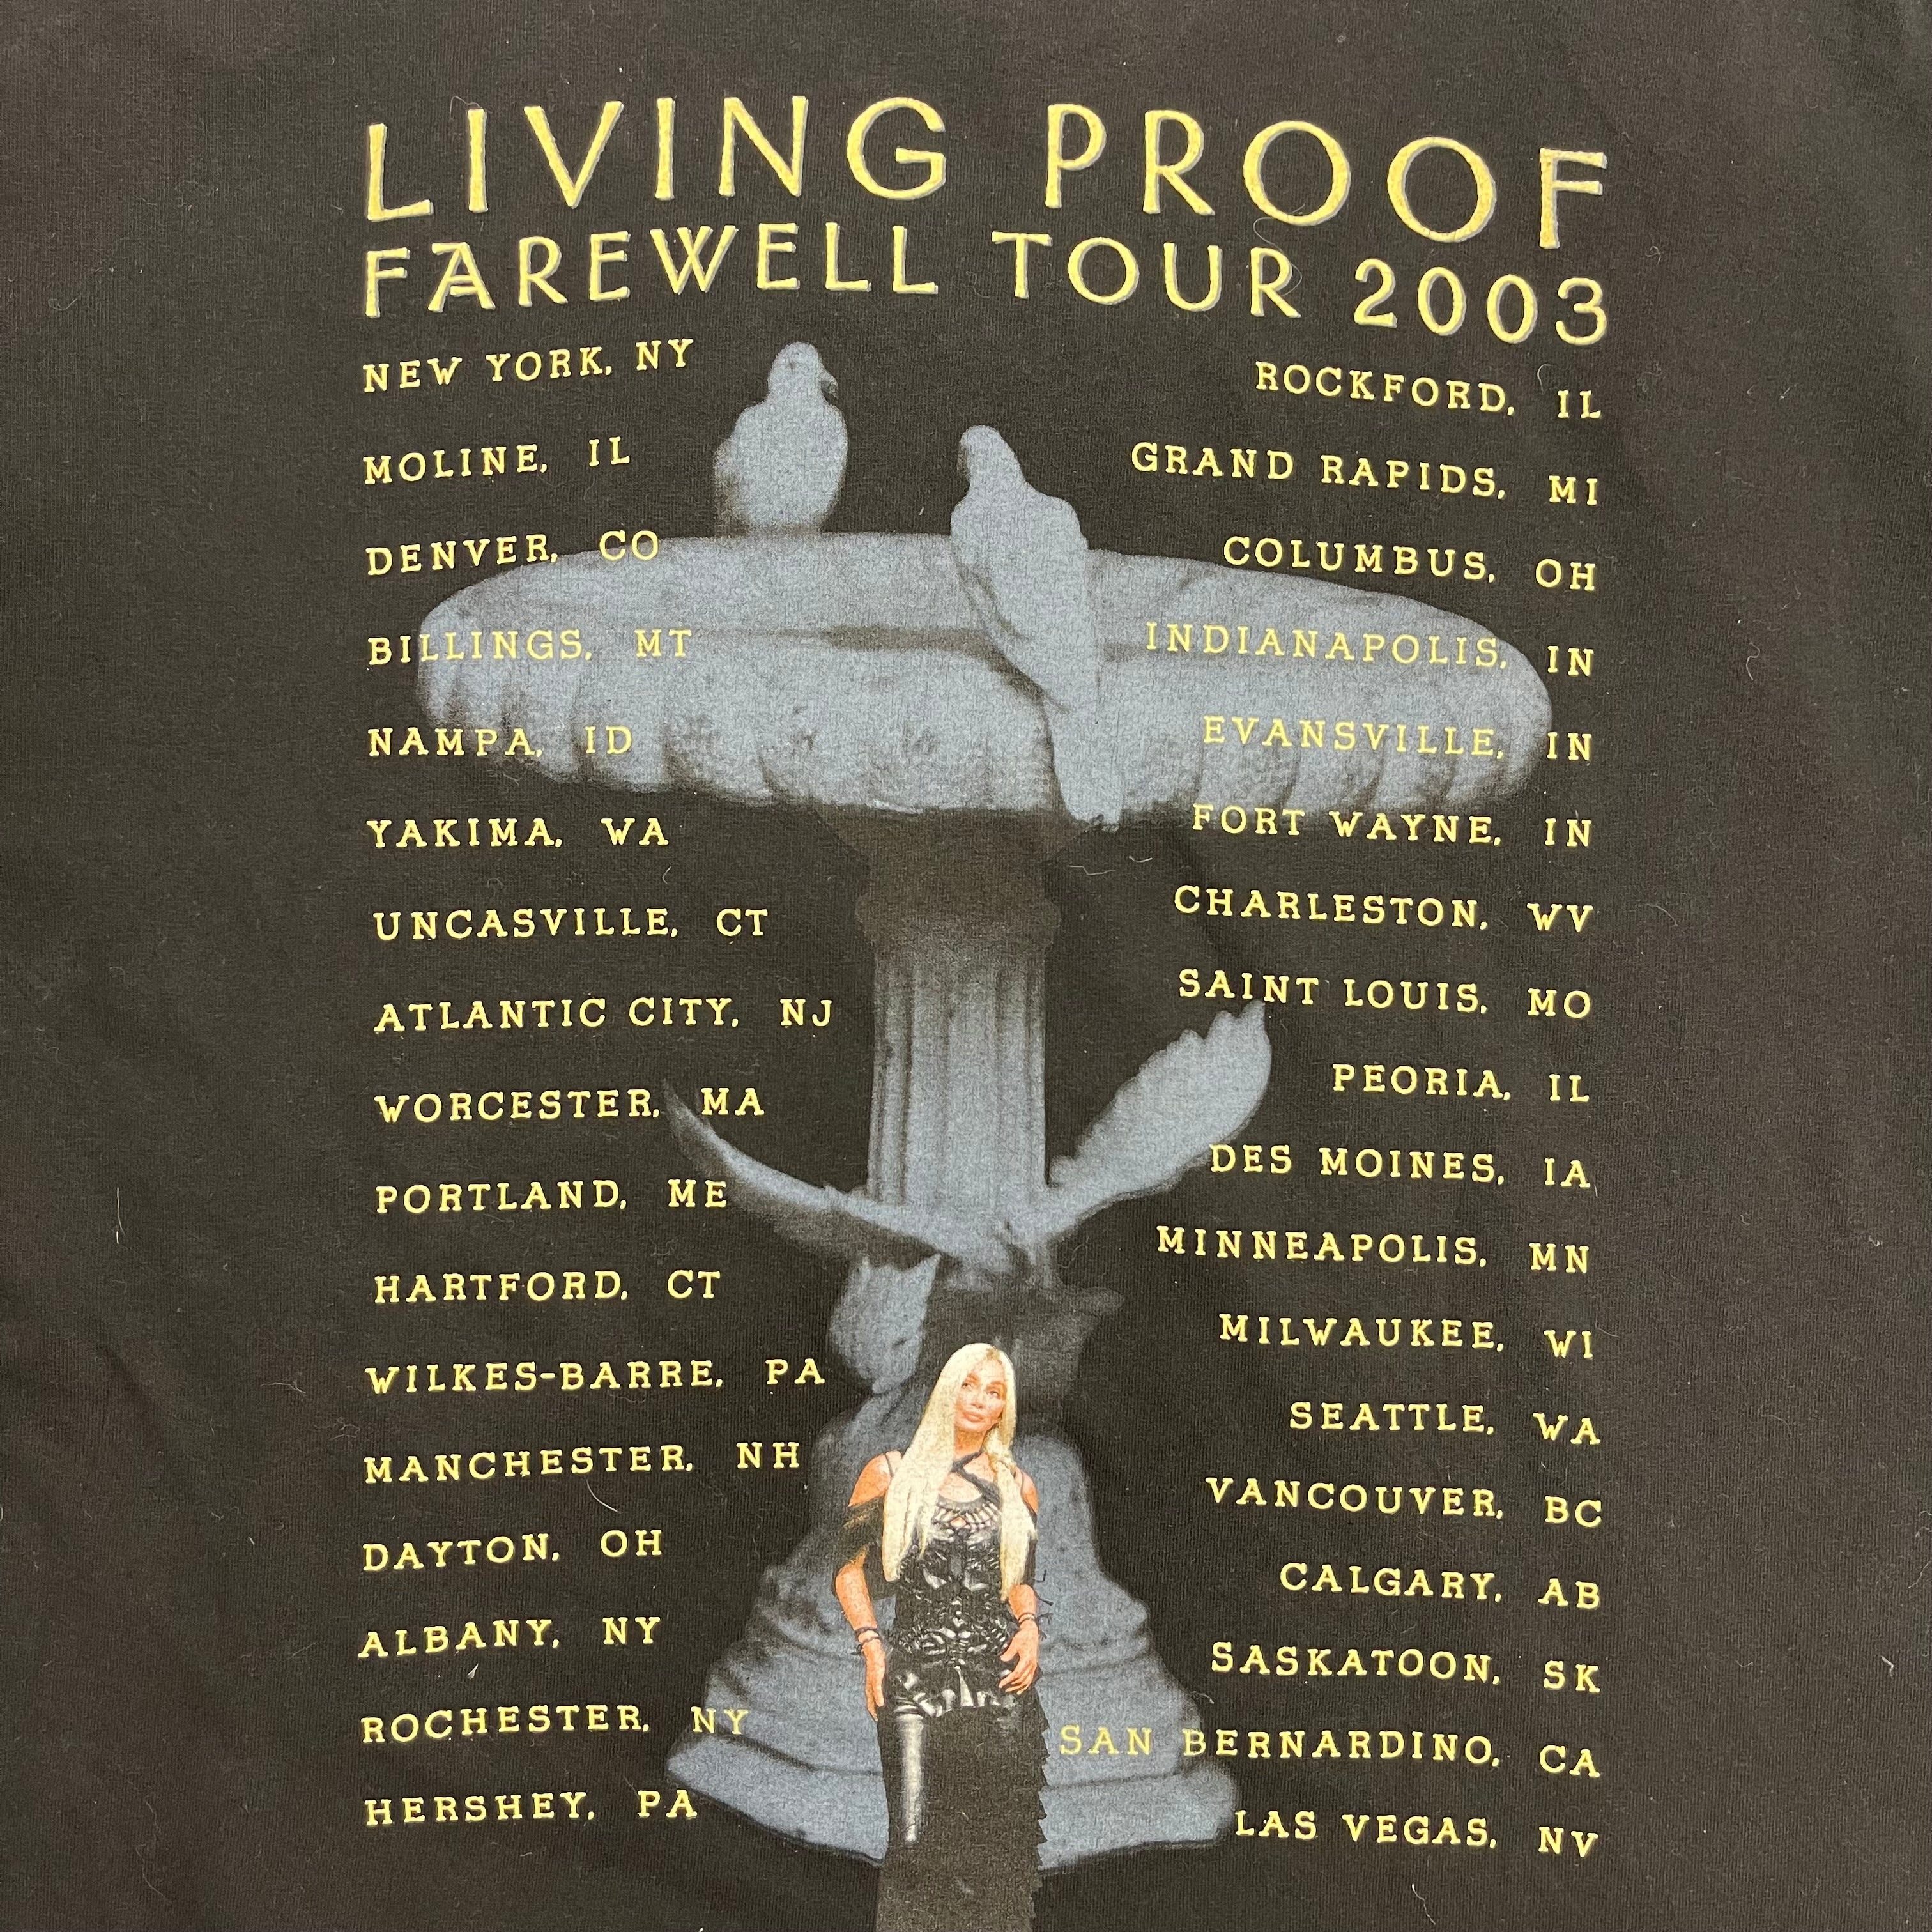 LIVING PROOF
FAREWELL TOUR 2003
NEW YORK, NY
MOLINE, IL
DENVER, CO
BILLINGS, MT
NAMPA, ID
YAKIMA, WA
UNCASVILLE, CT
ATLANTIC CITY, NJ
WORCESTER, MA
PORTLAND, ME
HARTFORD, CT
WILKES-BARRE, PA
MANCHESTER, NH
DAYTON, OH
ALBANY, NY
ROCHESTER, NY
HERSHEY, PA
ROCKFORD, IL
GRAND RAPIDS, MI
COLUMBUS, OH
INDIANAPOLIS, IN
EVANSVILLE, IN
FORT WAYNE, IN
CHARLESTON, WV
SAINT LOUIS, MO
PEORIA, IL
DES MOINES, IA
MINNEAPOLIS, MN
MILWAUKEE, WI
SEATTLE, WA
VANCOUVER, BC
CALGARY, AB
SASKATOON, SK
SAN BERNARDINO, CA
LAS VEGAS, NV